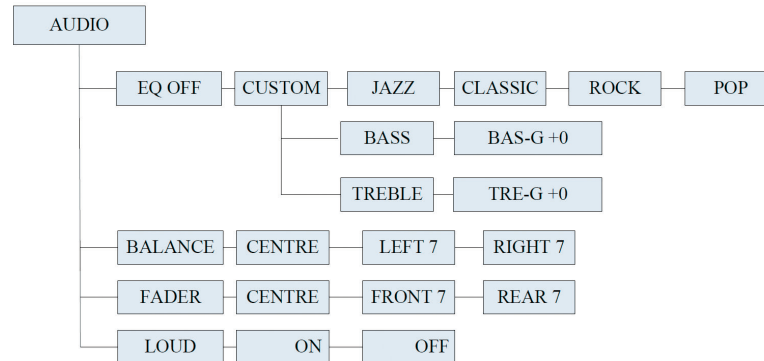 AUDIO
EQ OFF CUSTOM JAZZ CLASSIC ROCK POP
BASS BAS-G +0
TREBLE TRE-G +0
BALANCE CENTRE LEFT 7 RIGHT 7
FADER CENTRE FRONT 7 REAR 7
LOUD ON OFF